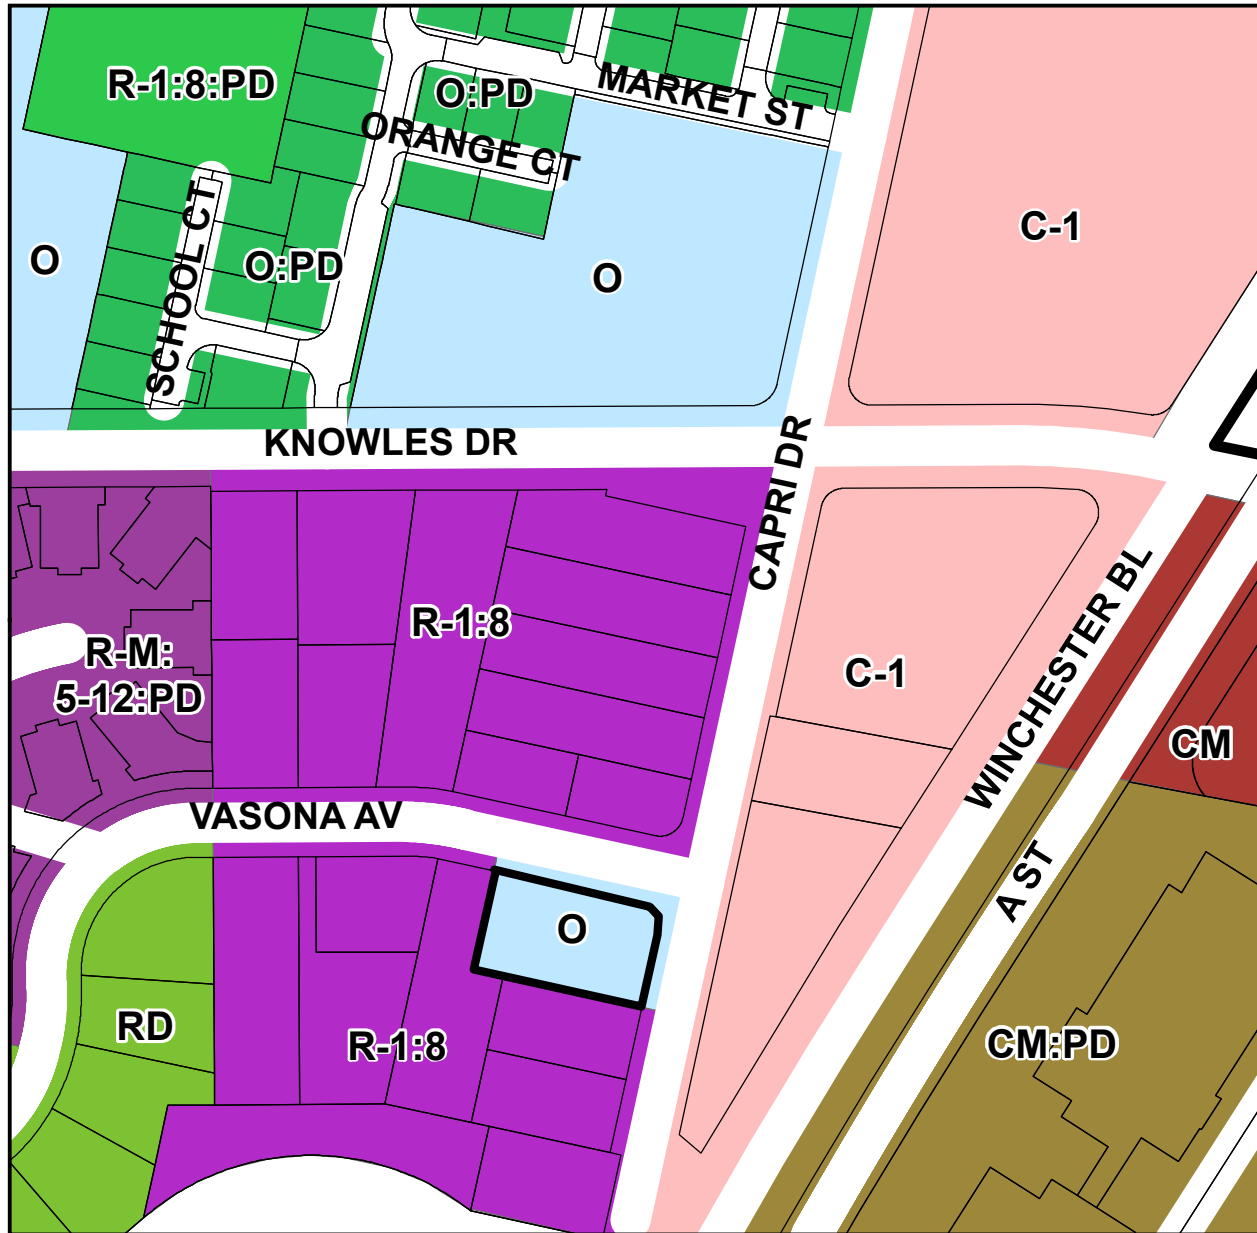 R-1:8:PD
O:PD
MARKET ST
ORANGE CT
SCHOOL CT
O
O:PD
O
C-1
KNOWLES DR
CAPRI DR
R-1:8
R-M:
5-12:PD
C-1
WINCHESTER BL
CM
VASONA AV
A ST
O
RD
R-1:8
CM:PD